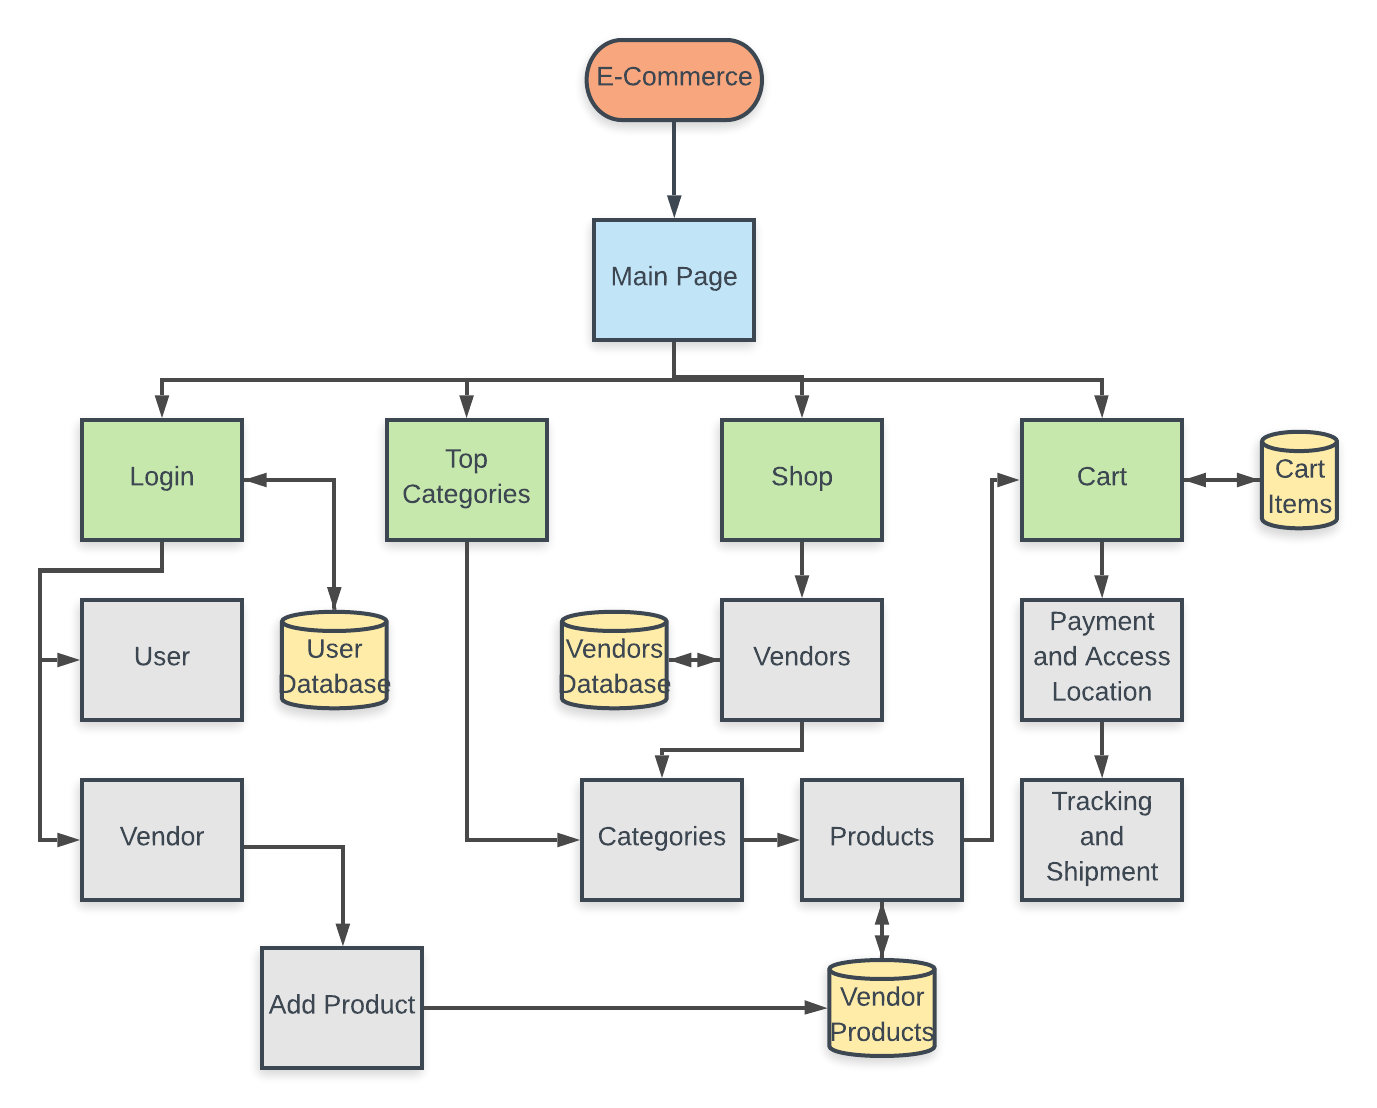 E-Commerce
Main Page
Login
Top
Categories
Shop
Cart
Cart
Items
User
User
Database
Vendors
Database
Vendors
Payment
and Access
Location
Vendor
Categories
Products
Tracking
and
Shipment
Add Product
Vendor
Products